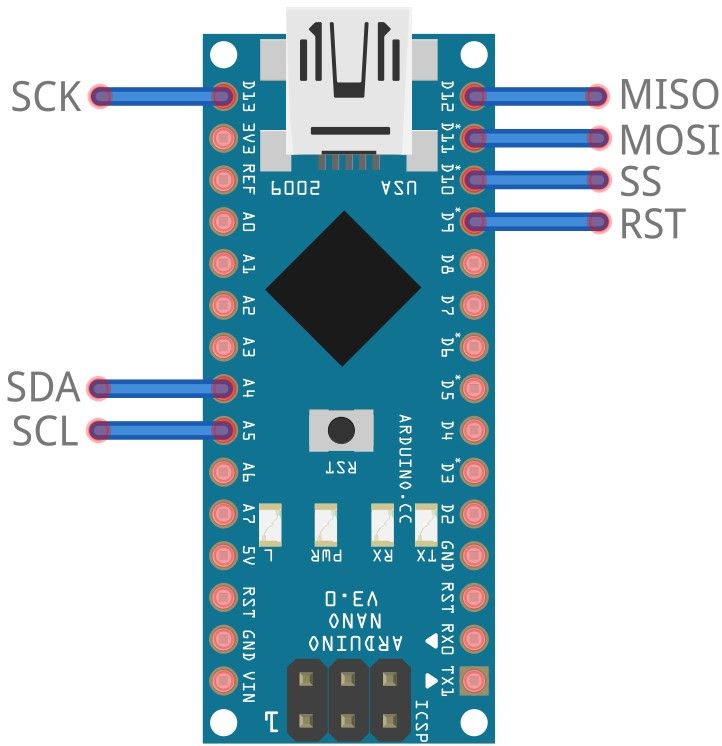 SCK
SDA
SCL
D13
3V3
REF
A0
A1
A2
A3
A4
A5
A6
A7
5V
RST
GND
VIN
USA
2009
RST
ARDUINO.CC
L
PWR
RX
TX
ARDUINO
NANO
V3.0
1
ICSP
D12
D11*
D10*
D9*
D8
D7
D6*
D5*
D4
D3*
D2
GND
RST
RX0
TX1
MISO
MOSI
SS
RST